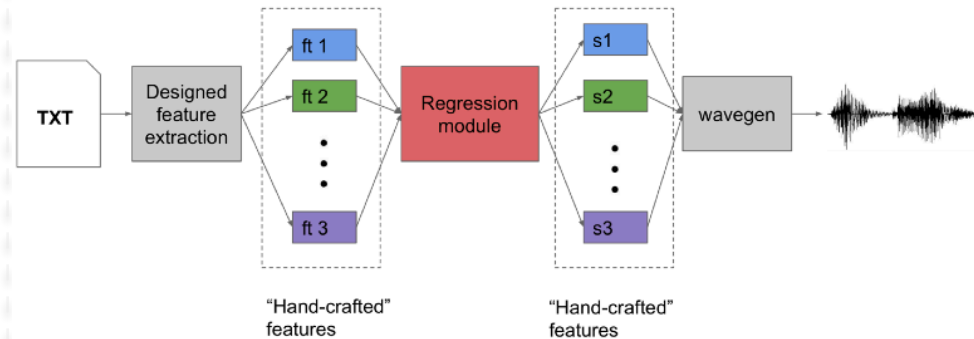 TXT
Designed
feature
extraction
ft 1
ft 2
ft 3
"Hand-crafted"
features
Regression
module
s1
s2
s3
"Hand-crafted"
features
wavegen